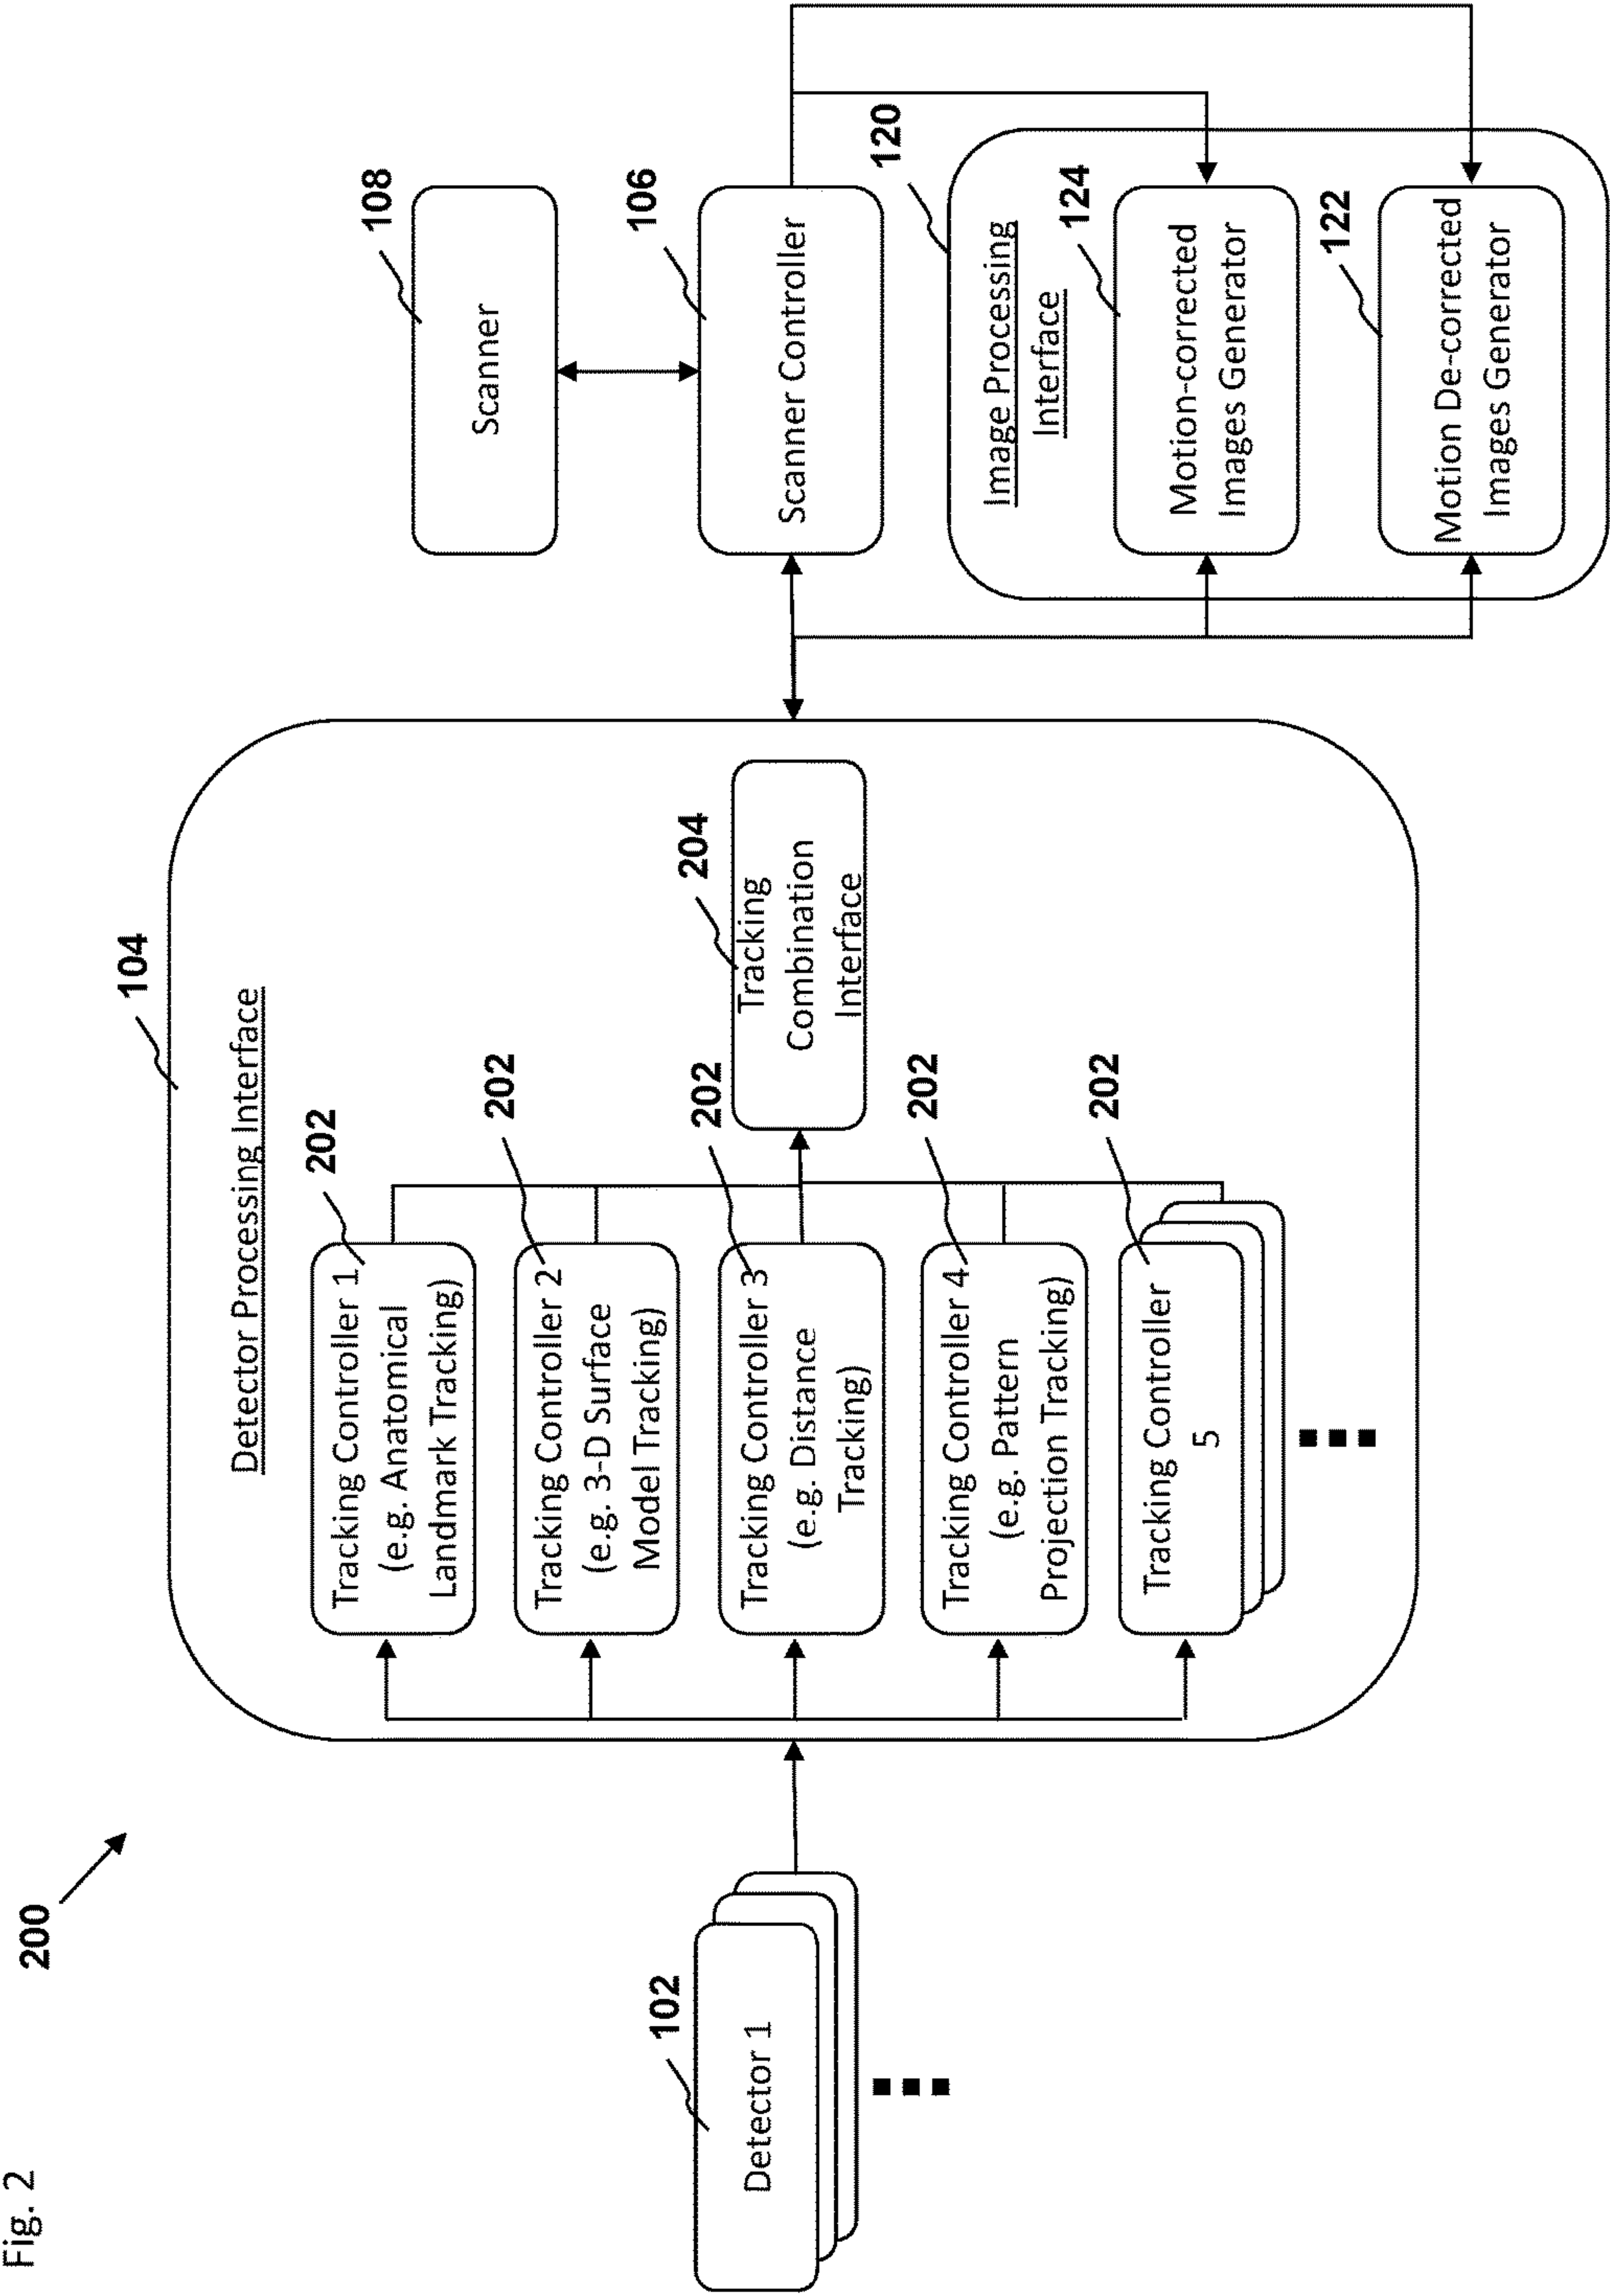 Fig. 2
200
102
Detector 1
104
Detector Processing Interface
202
Tracking Controller 1
(e.g. Anatomical
Landmark Tracking)
202
Tracking Controller 2
(e.g. 3-D Surface
Model Tracking)
202
Tracking Controller 3
(e.g. Distance
Tracking)
202
Tracking Controller 4
(e.g. Pattern
Projection Tracking)
202
Tracking Controller
5
204
Tracking
Combination
Interface
108
Scanner
106
Scanner Controller
120
Image Processing
Interface
124
Motion-corrected
Images Generator
122
Motion De-corrected
Images Generator